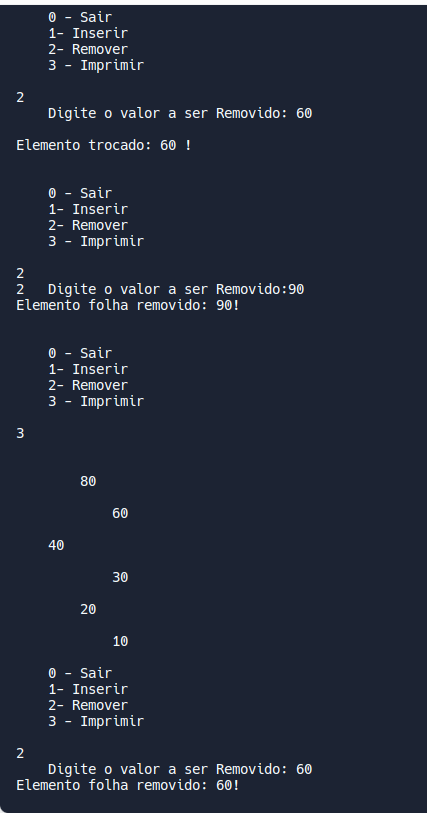 0 - Sair
1- Inserir
2- Remover
3 - Imprimir
2
Digite o valor a ser Removido: 60
Elemento trocado: 60 !
0 - Sair
1- Inserir
2- Remover
3 - Imprimir
2
2   Digite o valor a ser Removido:90
Elemento folha removido: 90!
0 - Sair
1- Inserir
2- Remover
3 - Imprimir
3
80
60
40
30
20
10
0 - Sair
1- Inserir
2- Remover
3 - Imprimir
2
Digite o valor a ser Removido: 60
Elemento folha removido: 60!